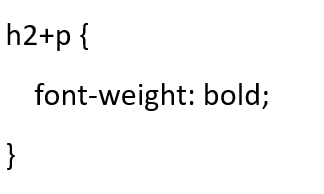 h2+p {
font-weight: bold;
}